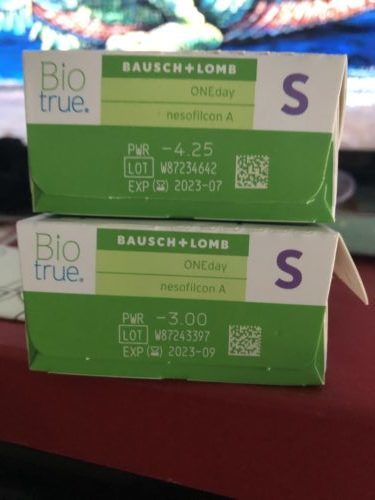 Bio
true®
BAUSCH+LOMB
ONEday
nesofilcon A
S
PWR -4.25
LOT W87234642
EXP 2023-07
Bio
true®
BAUSCH+LOMB
ONEday
nesofilcon A
S
PWR -3.00
LOT W87243397
EXP 2023-09